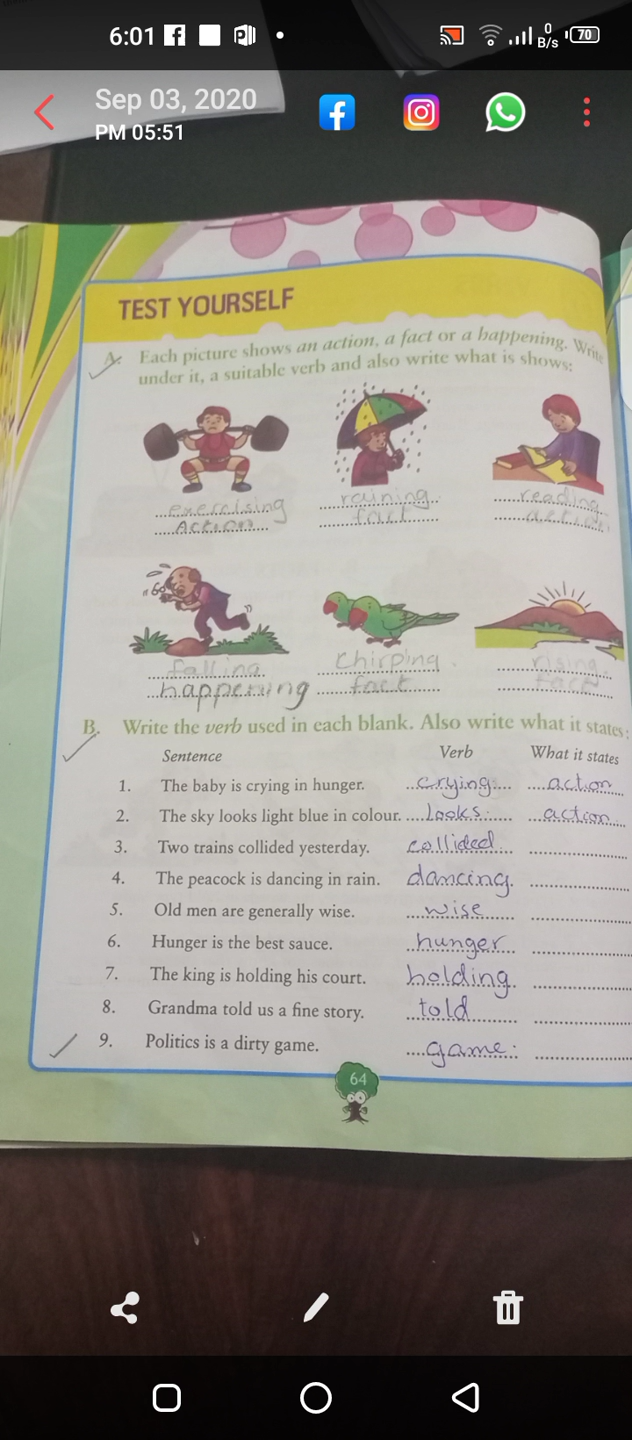 6:01
0
B/s
70
Sep 03, 2020
PM 05:51
TEST YOURSELF
A. Each picture shows an action, a fact or a happening. Write
under it, a suitable verb and also write what is shows:
exercising raining reading
Action fact action
falling chirping rising
happening fact fact
B. Write the verb used in each blank. Also write what it states:
Sentence Verb What it states
1. The baby is crying in hunger. crying action
2. The sky looks light blue in colour. looks action
3. Two trains collided yesterday. collided
4. The peacock is dancing in rain. dancing
5. Old men are generally wise. wise
6. Hunger is the best sauce. hunger
7. The king is holding his court. holding
8. Grandma told us a fine story. told
9. Politics is a dirty game. game
64